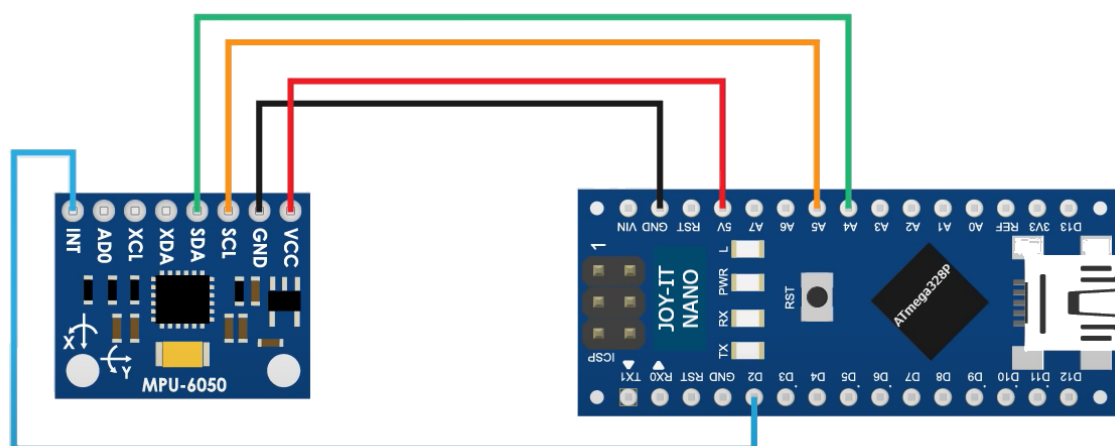 INT AD0 XCL XDA SDA SCL GND VCC
X
Y
MPU-6050
VIN GND RST 5V A7 A6 A5 A4 A3 A2 A1 A0 REF 3V3 D13
1
ICSP
JOY-IT
NANO
L
PWR
RX
TX
RST
ATmega328P
TX1 RX0 RST GND D2 D3 D4 D5 D6 D7 D8 D9 D10 D11 D12